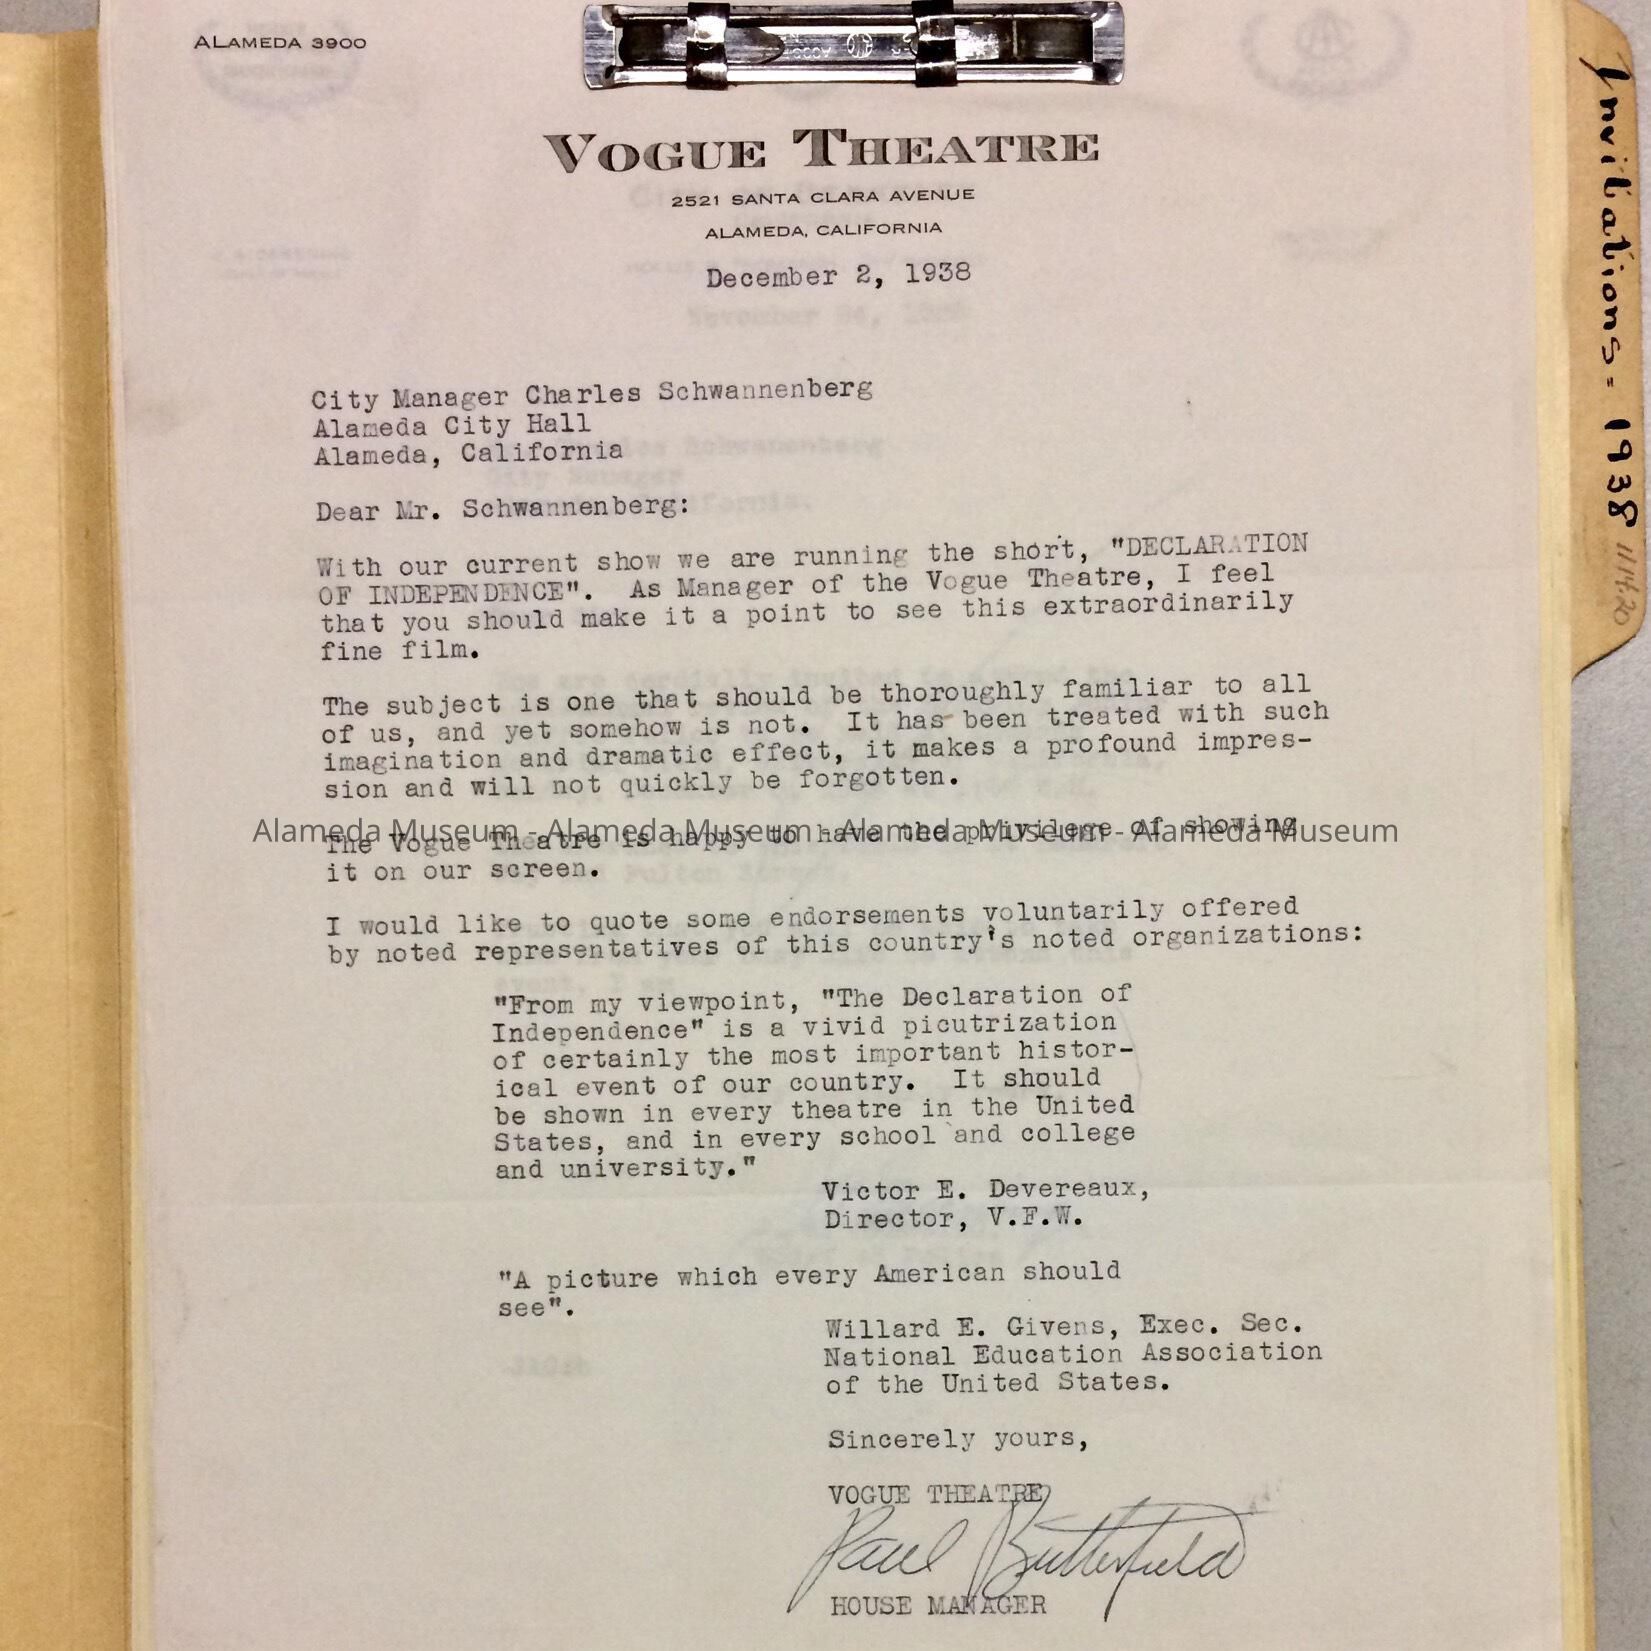 ALAMEDA 3900
VOGUE THEATRE
2521 SANTA CLARA AVENUE
ALAMEDA, CALIFORNIA
December 2, 1938
City Manager Charles Schwannenberg
Alameda City Hall
Alameda, California
Dear Mr. Schwannenberg:
With our current show we are running the short, "DECLARATION
OF INDEPENDENCE". As Manager of the Vogue Theatre, I feel
that you should make it a point to see this extraordinarily
fine film.
The subject is one that should be thoroughly familiar to all
of us, and yet somehow is not. It has been treated with such
imagination and dramatic effect, it makes a profound impres-
sion and will not quickly be forgotten.
The Vogue Theatre is happy to have the privilege of showing
Alameda Museum - Alameda Museum - Alameda Museum - Alameda Museum
it on our screen.
I would like to quote some endorsements voluntarily offered
by noted representatives of this country's noted organizations:
"From my viewpoint, "The Declaration of
Independence" is a vivid picutrization
of certainly the most important histor-
ical event of our country. It should
be shown in every theatre in the United
States, and in every school and college
and university."
Victor E. Devereaux,
Director, V.F.W.
"A picture which every American should
see".
Willard E. Givens, Exec. Sec.
National Education Association
of the United States.
Sincerely yours,
VOGUE THEATRE
Paul Butterfield
HOUSE MANAGER
Invitations - 1938